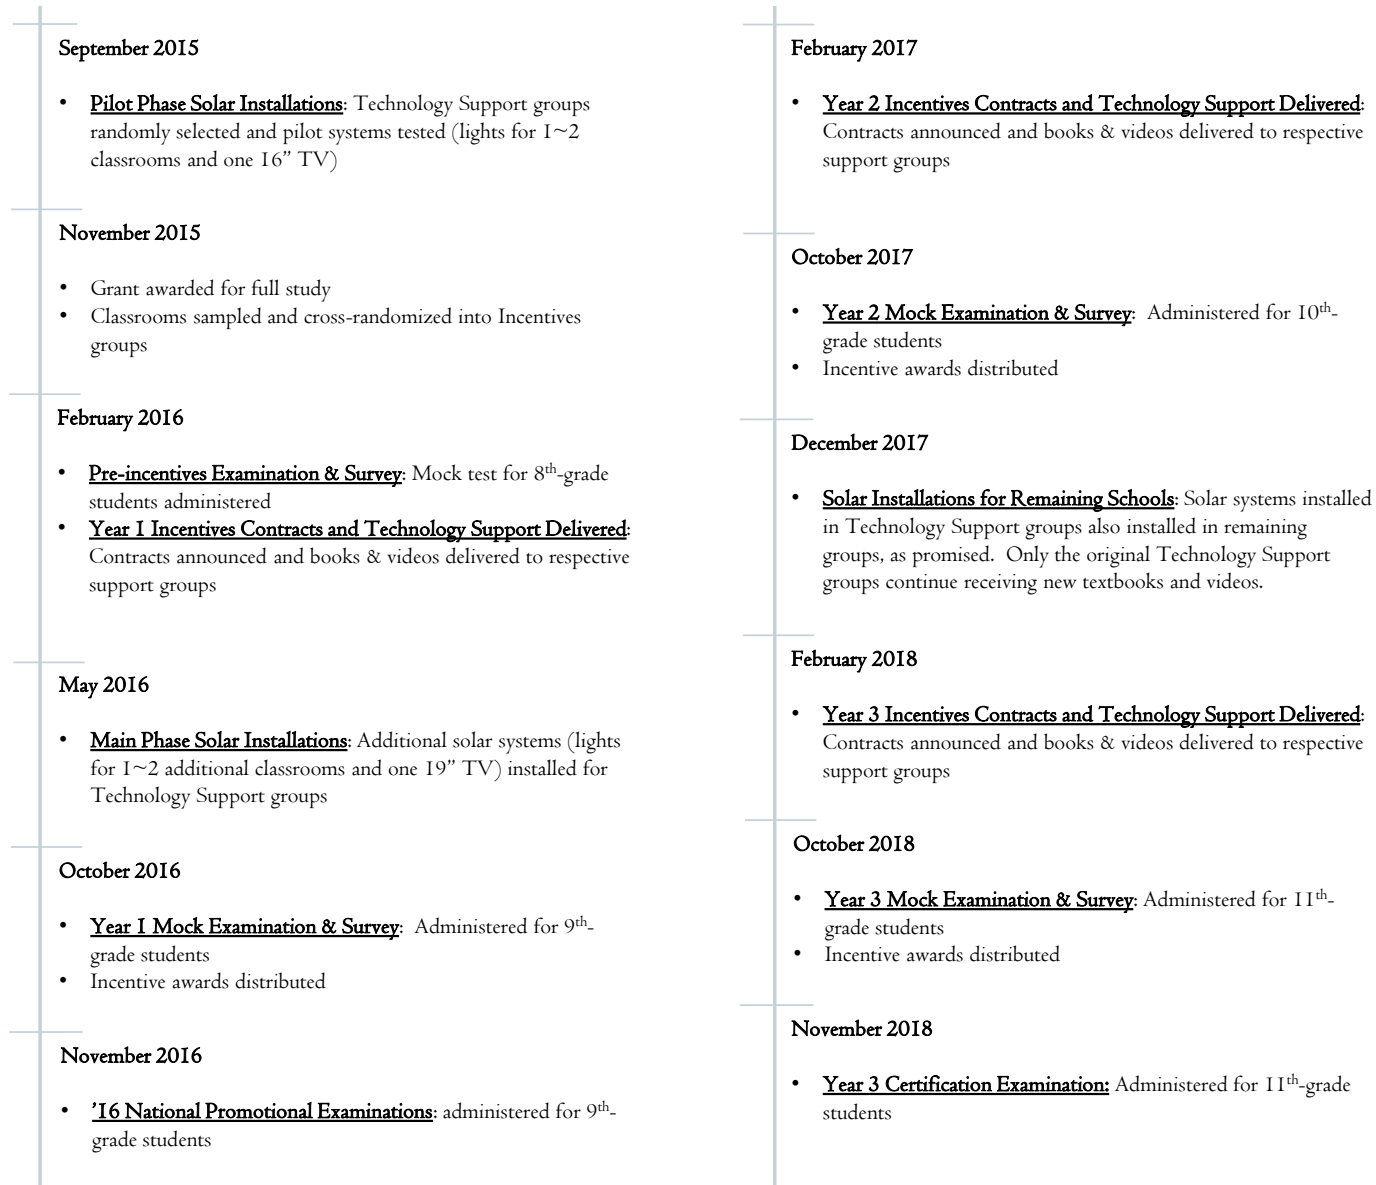 September 2015
• Pilot Phase Solar Installations: Technology Support groups
randomly selected and pilot systems tested (lights for 1~2
classrooms and one 16” TV)
November 2015
• Grant awarded for full study
• Classrooms sampled and cross-randomized into Incentives
groups
February 2016
• Pre-incentives Examination & Survey: Mock test for 8th-grade
students administered
• Year 1 Incentives Contracts and Technology Support Delivered:
Contracts announced and books & videos delivered to respective
support groups
May 2016
• Main Phase Solar Installations: Additional solar systems (lights
for 1~2 additional classrooms and one 19” TV) installed for
Technology Support groups
October 2016
• Year 1 Mock Examination & Survey: Administered for 9th-
grade students
• Incentive awards distributed
November 2016
• ’16 National Promotional Examinations: administered for 9th-
grade students
February 2017
• Year 2 Incentives Contracts and Technology Support Delivered:
Contracts announced and books & videos delivered to respective
support groups
October 2017
• Year 2 Mock Examination & Survey: Administered for 10th-
grade students
• Incentive awards distributed
December 2017
• Solar Installations for Remaining Schools: Solar systems installed
in Technology Support groups also installed in remaining
groups, as promised. Only the original Technology Support
groups continue receiving new textbooks and videos.
February 2018
• Year 3 Incentives Contracts and Technology Support Delivered:
Contracts announced and books & videos delivered to respective
support groups
October 2018
• Year 3 Mock Examination & Survey: Administered for 11th-
grade students
• Incentive awards distributed
November 2018
• Year 3 Certification Examination: Administered for 11th-grade
students